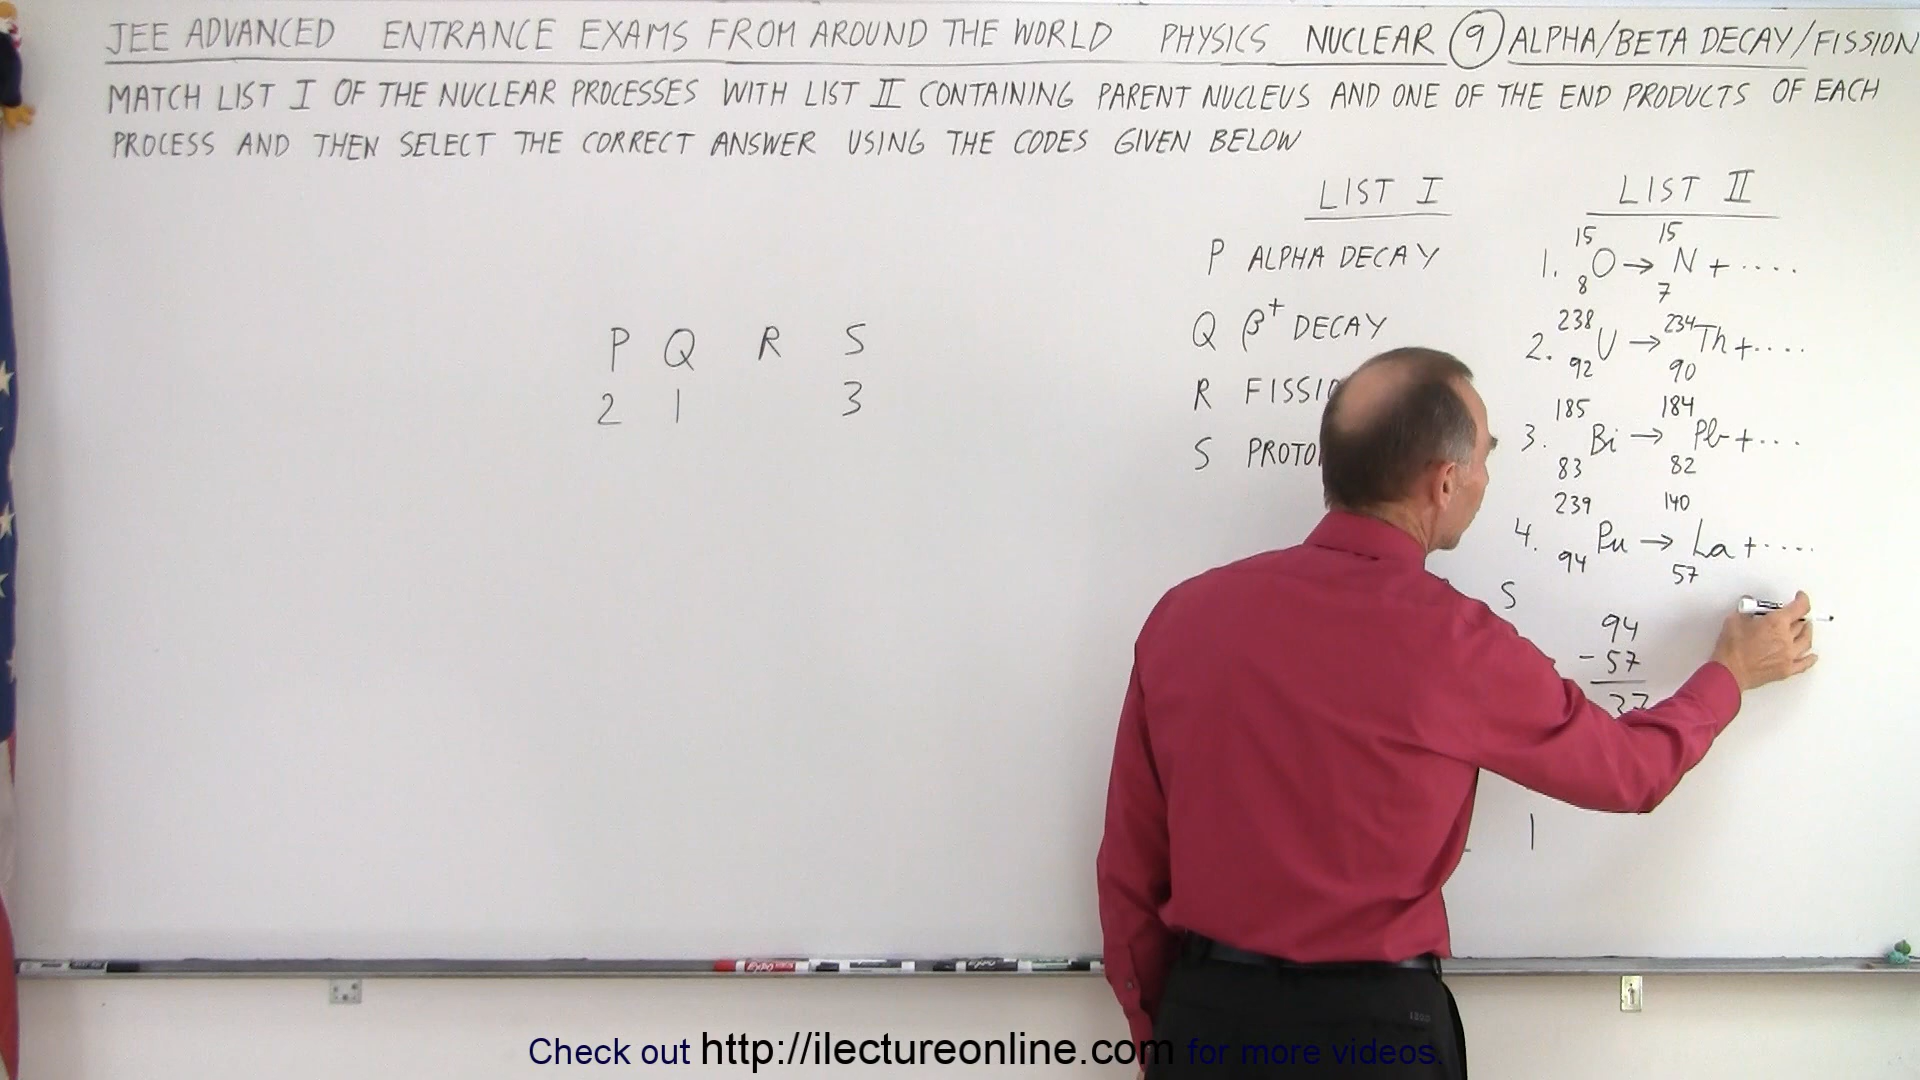 JEE ADVANCED ENTRANCE EXAMS FROM AROUND THE WORLD PHYSICS NUCLEAR 9 ALPHA/BETA DECAY/FISSION
MATCH LIST I OF THE NUCLEAR PROCESSES WITH LIST II CONTAINING PARENT NUCLEUS AND ONE OF THE END PRODUCTS OF EACH
PROCESS AND THEN SELECT THE CORRECT ANSWER USING THE CODES GIVEN BELOW
LIST I
P ALPHA DECAY
Q β⁺ DECAY
R FISSIO
S PROTO
LIST II
1. ¹⁵₈O → ¹⁵₇N + ....
2. ²³⁸₉₂U → ²³⁴₉₀Th + ....
3. ¹⁸⁵₈₃Bi → ¹⁸⁴₈₂Pb + ...
4. ²³⁹₉₄Pu → ¹⁴⁰₅₇La + ....
P Q R S
2 1 3
S
94
- 57
37
1
Check out http://ilectureonline.com for more videos.